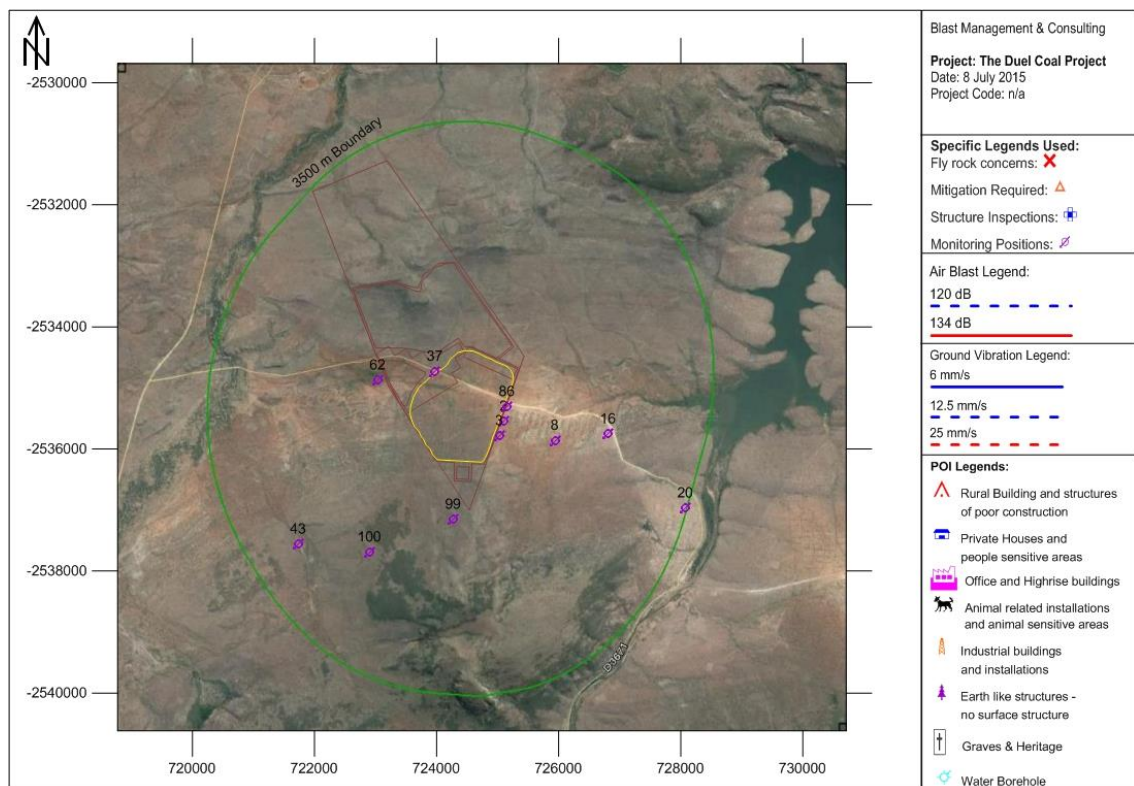 N
-2530000
-2532000
-2534000
-2536000
-2538000
-2540000
720000
722000
724000
726000
728000
730000
3500 m Boundary
62
37
86
3
8
16
20
99
43
100
D3671
Blast Management & Consulting
Project: The Duel Coal Project
Date: 8 July 2015
Project Code: n/a
Specific Legends Used:
Fly rock concerns:
Mitigation Required:
Structure Inspections:
Monitoring Positions:
Air Blast Legend:
120 dB
134 dB
Ground Vibration Legend:
6 mm/s
12.5 mm/s
25 mm/s
POI Legends:
Rural Building and structures
of poor construction
Private Houses and
people sensitive areas
Office and Highrise buildings
Animal related installations
and animal sensitive areas
Industrial buildings
and installations
Earth like structures -
no surface structure
Graves & Heritage
Water Borehole